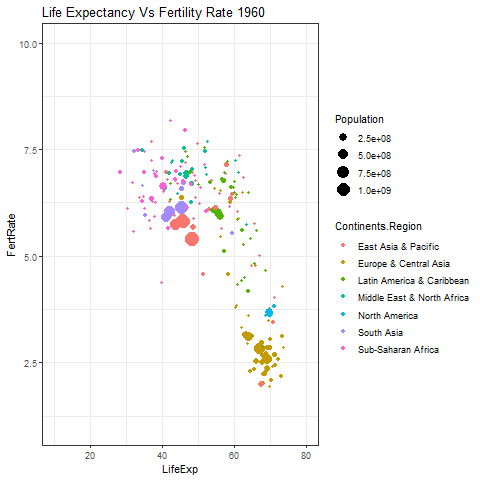 Life Expectancy Vs Fertility Rate 1960
10.0
7.5
5.0
2.5
FertRate
20
40
60
80
LifeExp
Population
2.5e+08
5.0e+08
7.5e+08
1.0e+09
Continents.Region
East Asia & Pacific
Europe & Central Asia
Latin America & Caribbean
Middle East & North Africa
North America
South Asia
Sub-Saharan Africa